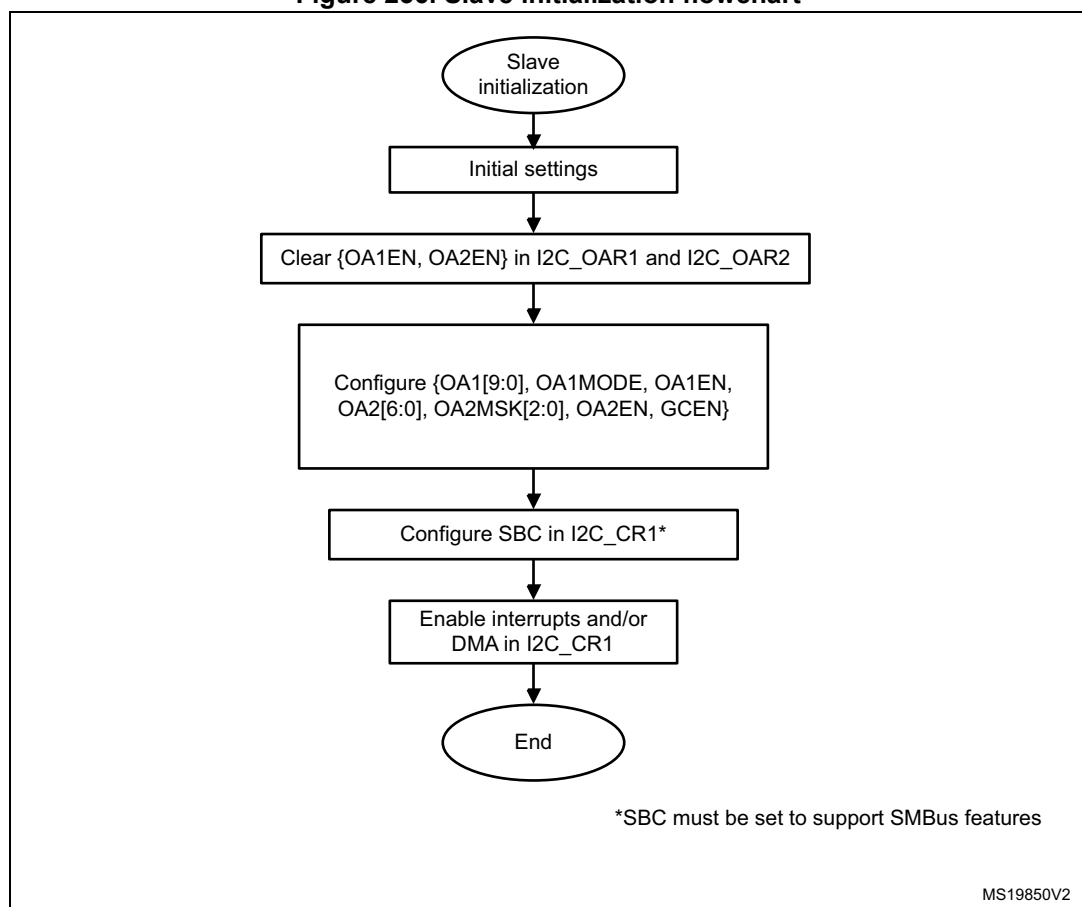 Slave
initialization
Initial settings
Clear {OA1EN, OA2EN} in I2C_OAR1 and I2C_OAR2
Configure {OA1[9:0], OA1MODE, OA1EN,
OA2[6:0], OA2MSK[2:0], OA2EN, GCEN}
Configure SBC in I2C_CR1*
Enable interrupts and/or
DMA in I2C_CR1
End
*SBC must be set to support SMBus features
MS19850V2